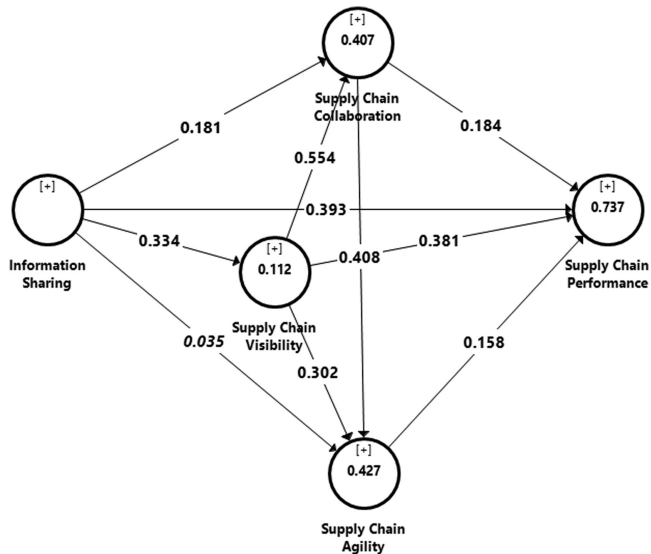 [+]
0.407
Supply Chain
Collaboration
0.181
0.184
0.554
[+]
[+]
0.737
0.393
0.334
[+]
0.112
0.408
0.381
Information
Sharing
Supply Chain
Performance
Supply Chain
Visibility
0.035
0.302
0.158
[+]
0.427
Supply Chain
Agility